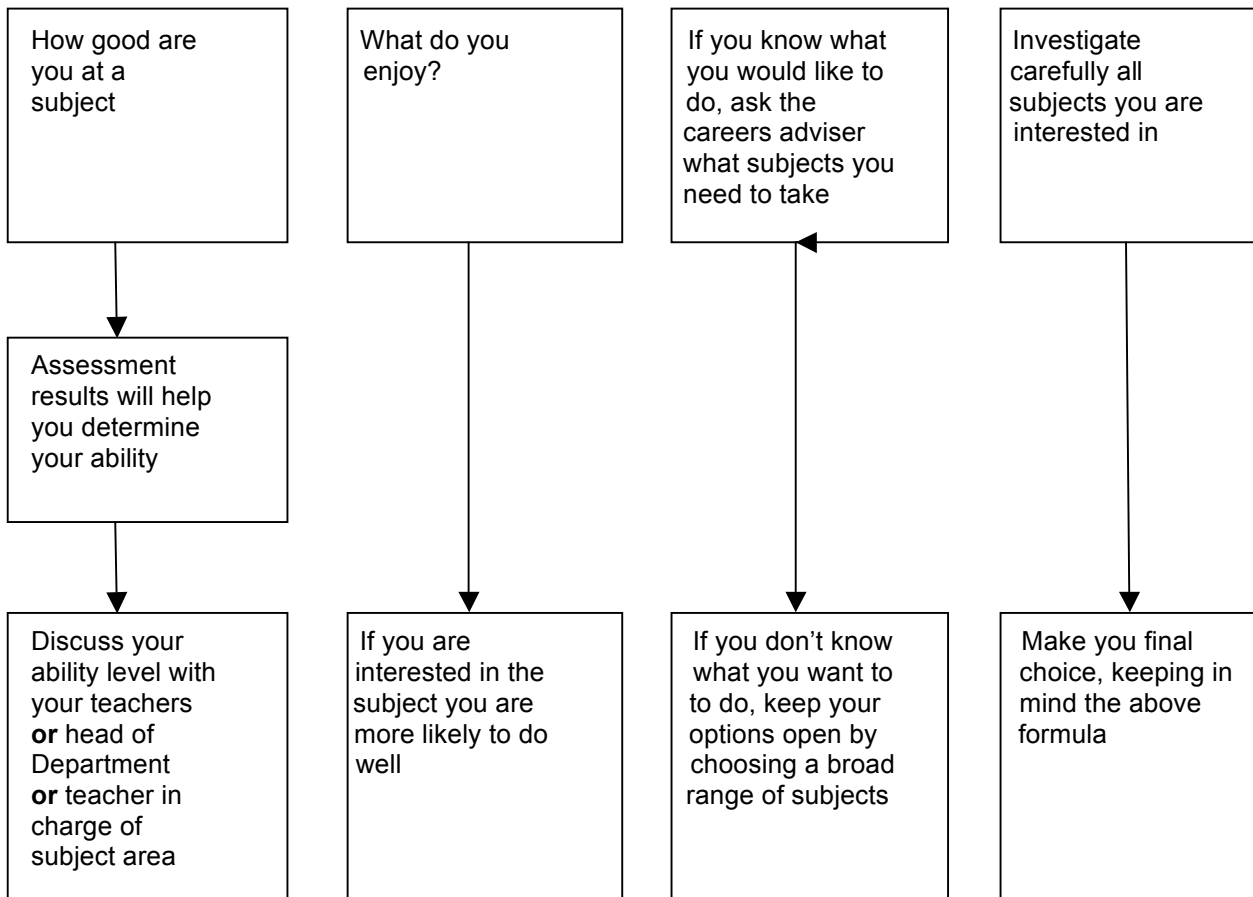 How good are
you at a
subject
What do you
enjoy?
If you know what
you would like to
do, ask the
careers adviser
what subjects you
need to take
Investigate
carefully all
subjects you are
interested in
Assessment
results will help
you determine
your ability
Discuss your
ability level with
your teachers
or head of
Department
or teacher in
charge of
subject area
If you are
interested in the
subject you are
more likely to do
well
If you don’t know
what you want to
to do, keep your
options open by
choosing a broad
range of subjects
Make you final
choice, keeping in
mind the above
formula